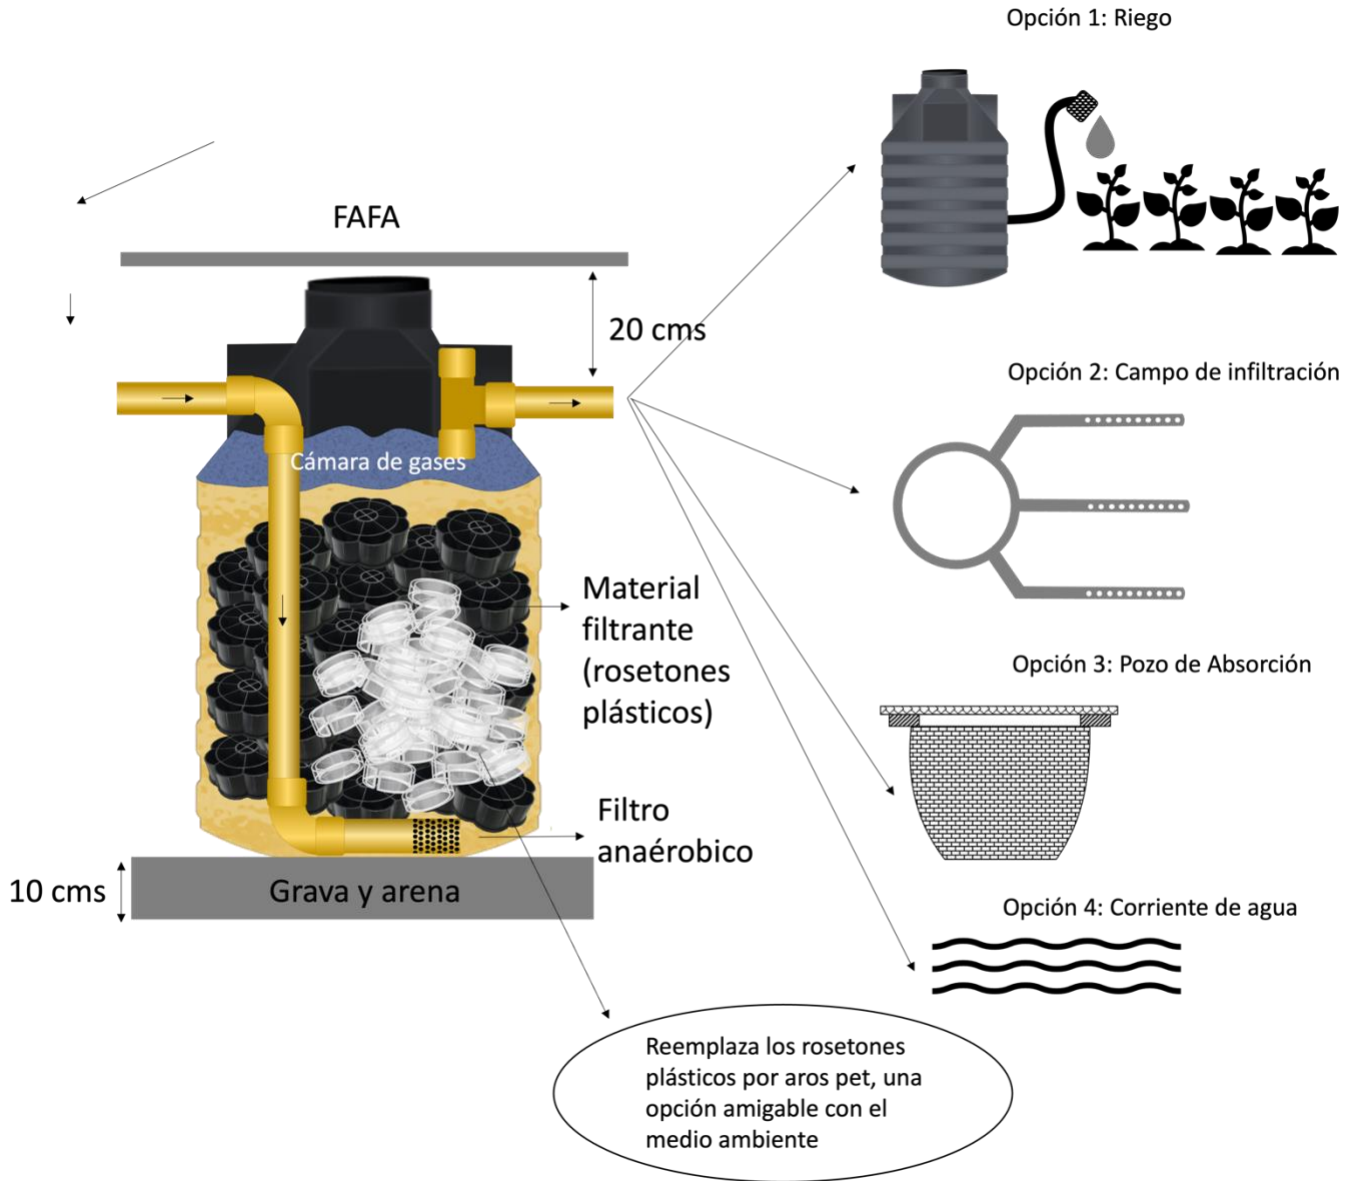 Opción 1: Riego
FAFA
20 cms
Opción 2: Campo de infiltración
Cámara de gases
Material
filtrante
(rosetones
plásticos)
Opción 3: Pozo de Absorción
Filtro
anaérobico
10 cms
Grava y arena
Opción 4: Corriente de agua
Reemplaza los rosetones
plásticos por aros pet, una
opción amigable con el
medio ambiente